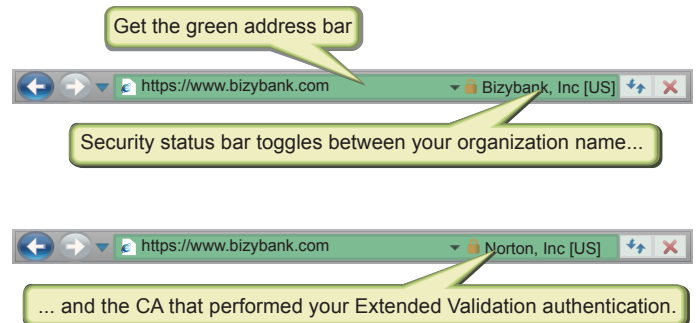 Get the green address bar
https://www.bizybank.com
Bizybank, Inc [US]
Security status bar toggles between your organization name...
https://www.bizybank.com
Norton, Inc [US]
... and the CA that performed your Extended Validation authentication.